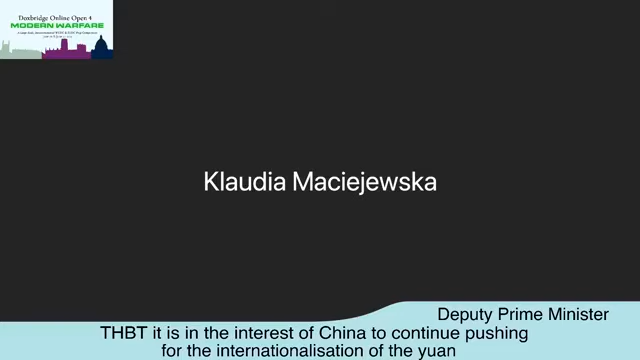 Doxbridge Online Open 4
MODERN WARFARE
Klaudia Maciejewska
Deputy Prime Minister
THBT it is in the interest of China to continue pushing
for the internationalisation of the yuan